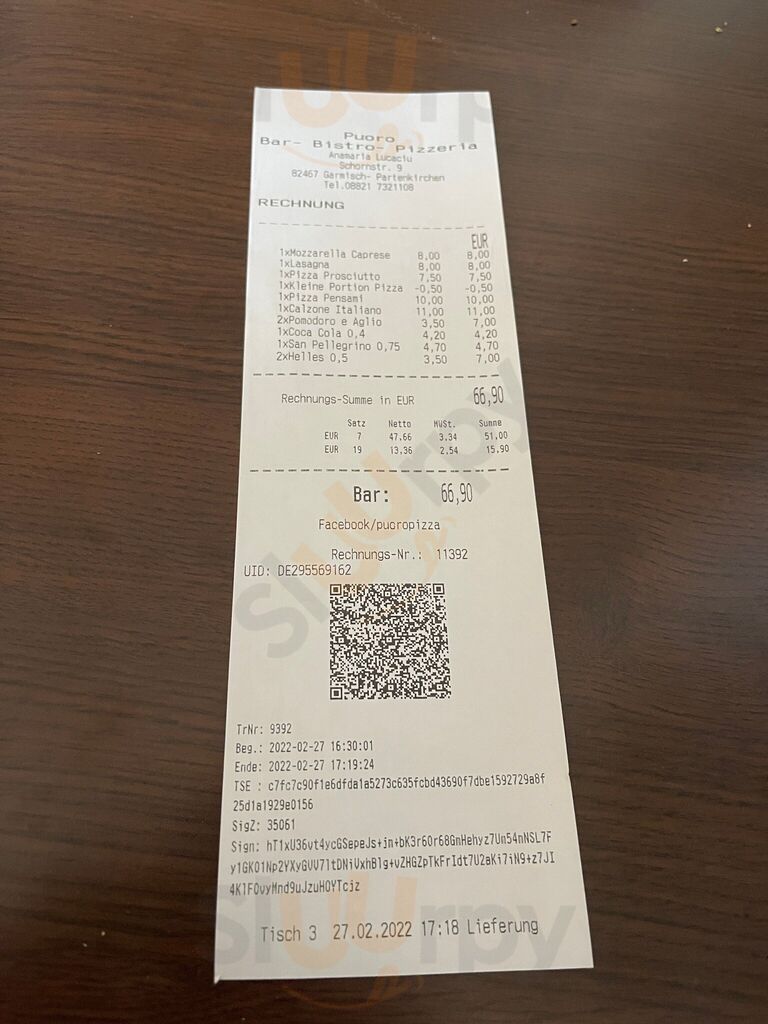 Puoro
Bar- Bistro- Pizzeria
Anamaria Lucaciu
Schornstr. 9
82467 Garmisch- Partenkirchen
Tel.08821 7321108
RECHNUNG
EUR
1xMozzarella Caprese 8,00 8,00
1xLasagna 8,00 8,00
1xPizza Prosciutto 7,50 7,50
1xKleine Portion Pizza -0,50 -0,50
1xPizza Pensami 10,00 10,00
1xCalzone Italiano 11,00 11,00
2xPomodoro e Aglio 3,50 7,00
1xCoca Cola 0,4 4,20 4,20
1xSan Pellegrino 0,75 4,70 4,70
2xHelles 0,5 3,50 7,00
Rechnungs-Summe in EUR 66,90
Satz Netto MWSt. Summe
EUR 7 47.66 3.34 51,00
EUR 19 13,36 2.54 15,90
Bar: 66,90
Facebook/puoropizza
Rechnungs-Nr.: 11392
UID: DE295569162
TrNr: 9392
Beg.: 2022-02-27 16:30:01
Ende: 2022-02-27 17:19:24
TSE : c7fc7c90f1e6dfda1a5273c635fcbd43690f7dbe1592729a8f
25d1a1929e0156
SigZ: 35061
Sign:
Tisch 3 27.02.2022 17:18 Lieferung
Sluurpy